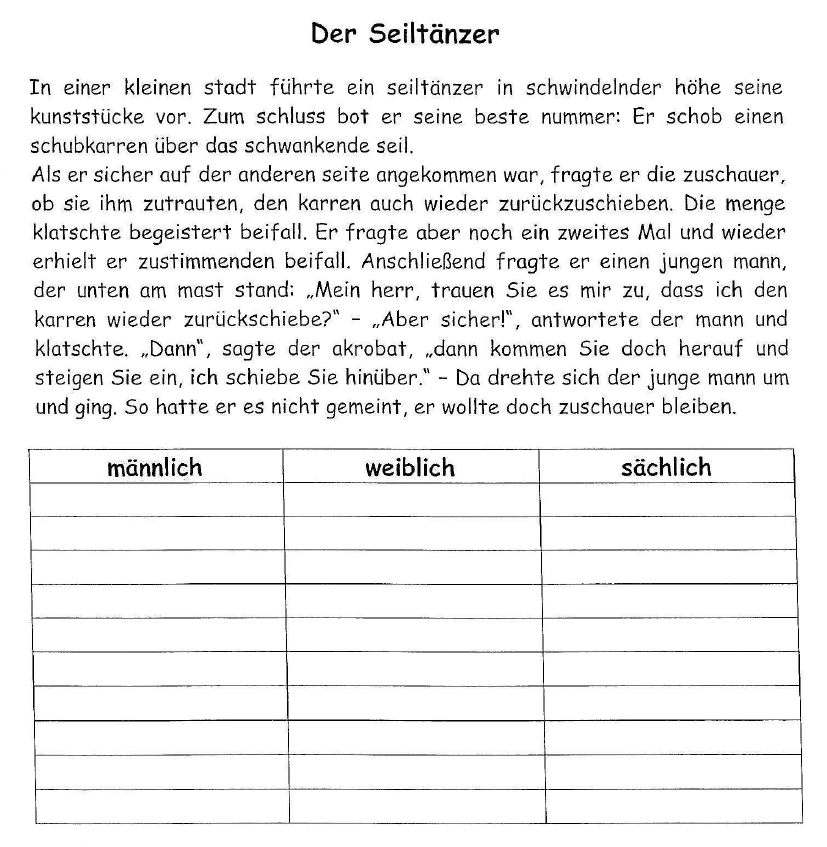 Der Seiltänzer
In einer kleinen stadt führte ein seiltänzer in schwindelnder höhe seine
kunststücke vor. Zum schluss bot er seine beste nummer: Er schob einen
schubkarren über das schwankende seil.
Als er sicher auf der anderen seite angekommen war, fragte er die zuschauer,
ob sie ihm zutrauten, den karren auch wieder zurückzuschieben. Die menge
klatschte begeistert beifall. Er fragte aber noch ein zweites Mal und wieder
erhielt er zustimmenden beifall. Anschließend fragte er einen jungen mann,
der unten am mast stand: „Mein herr, trauen Sie es mir zu, dass ich den
karren wieder zurückschiebe?“ – „Aber sicher!“, antwortete der mann und
klatschte. „Dann“, sagte der akrobat, „dann kommen Sie doch herauf und
steigen Sie ein, ich schiebe Sie hinüber.“ – Da drehte sich der junge mann um
und ging. So hatte er es nicht gemeint, er wollte doch zuschauer bleiben.
männlich weiblich sächlich